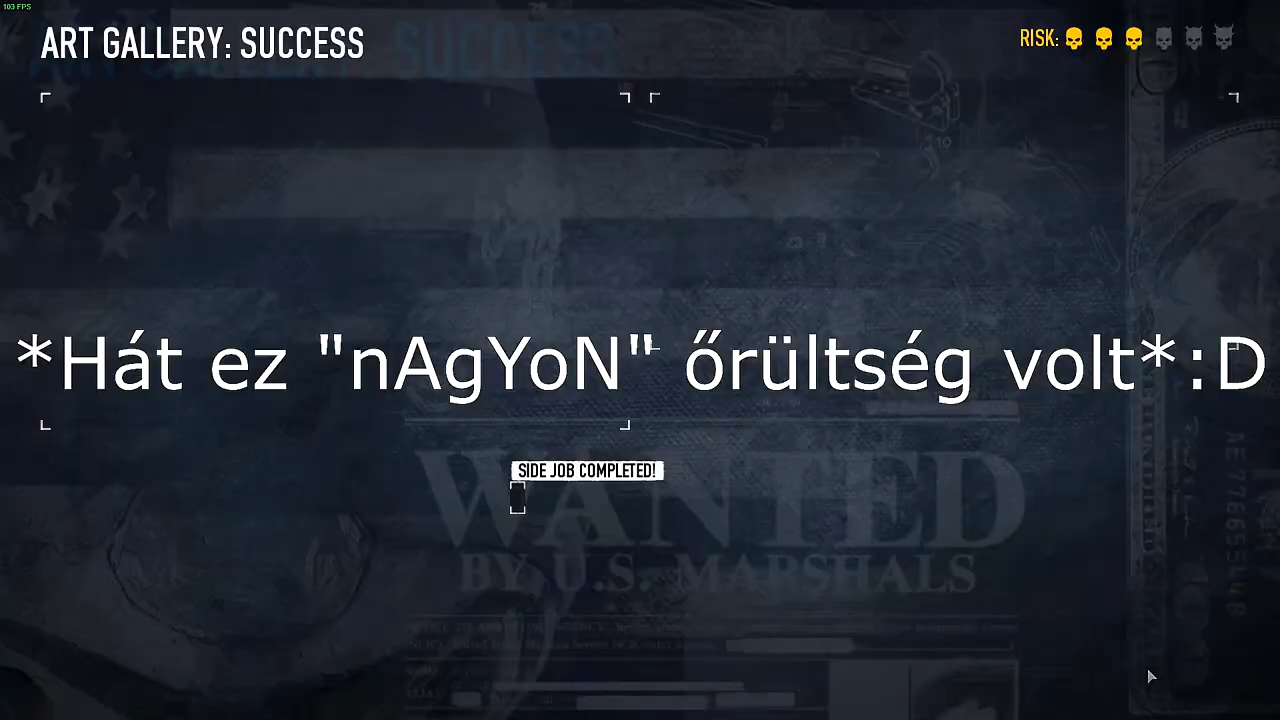 103 FPS
ART GALLERY: SUCCESS
RISK:
*Hát ez "nAgYoN" őrültség volt*:D
SIDE JOB COMPLETED!
WANTED
BY U.S. MARSHALS